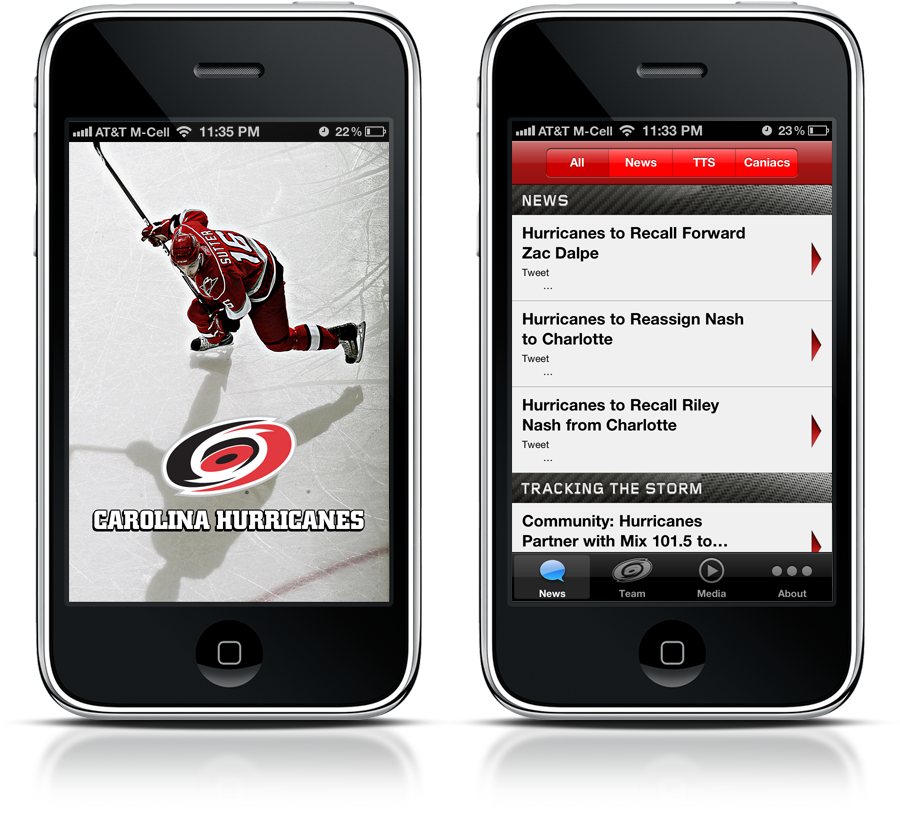 AT&T M-Cell 11:35 PM 22%
SUTTER
16
16
CAROLINA HURRICANES
AT&T M-Cell 11:33 PM 23%
All News TTS Caniacs
NEWS
Hurricanes to Recall Forward
Zac Dalpe
Tweet
...
Hurricanes to Reassign Nash
to Charlotte
Tweet
...
Hurricanes to Recall Riley
Nash from Charlotte
Tweet
...
TRACKING THE STORM
Community: Hurricanes
Partner with Mix 101.5 to...
News Team Media About